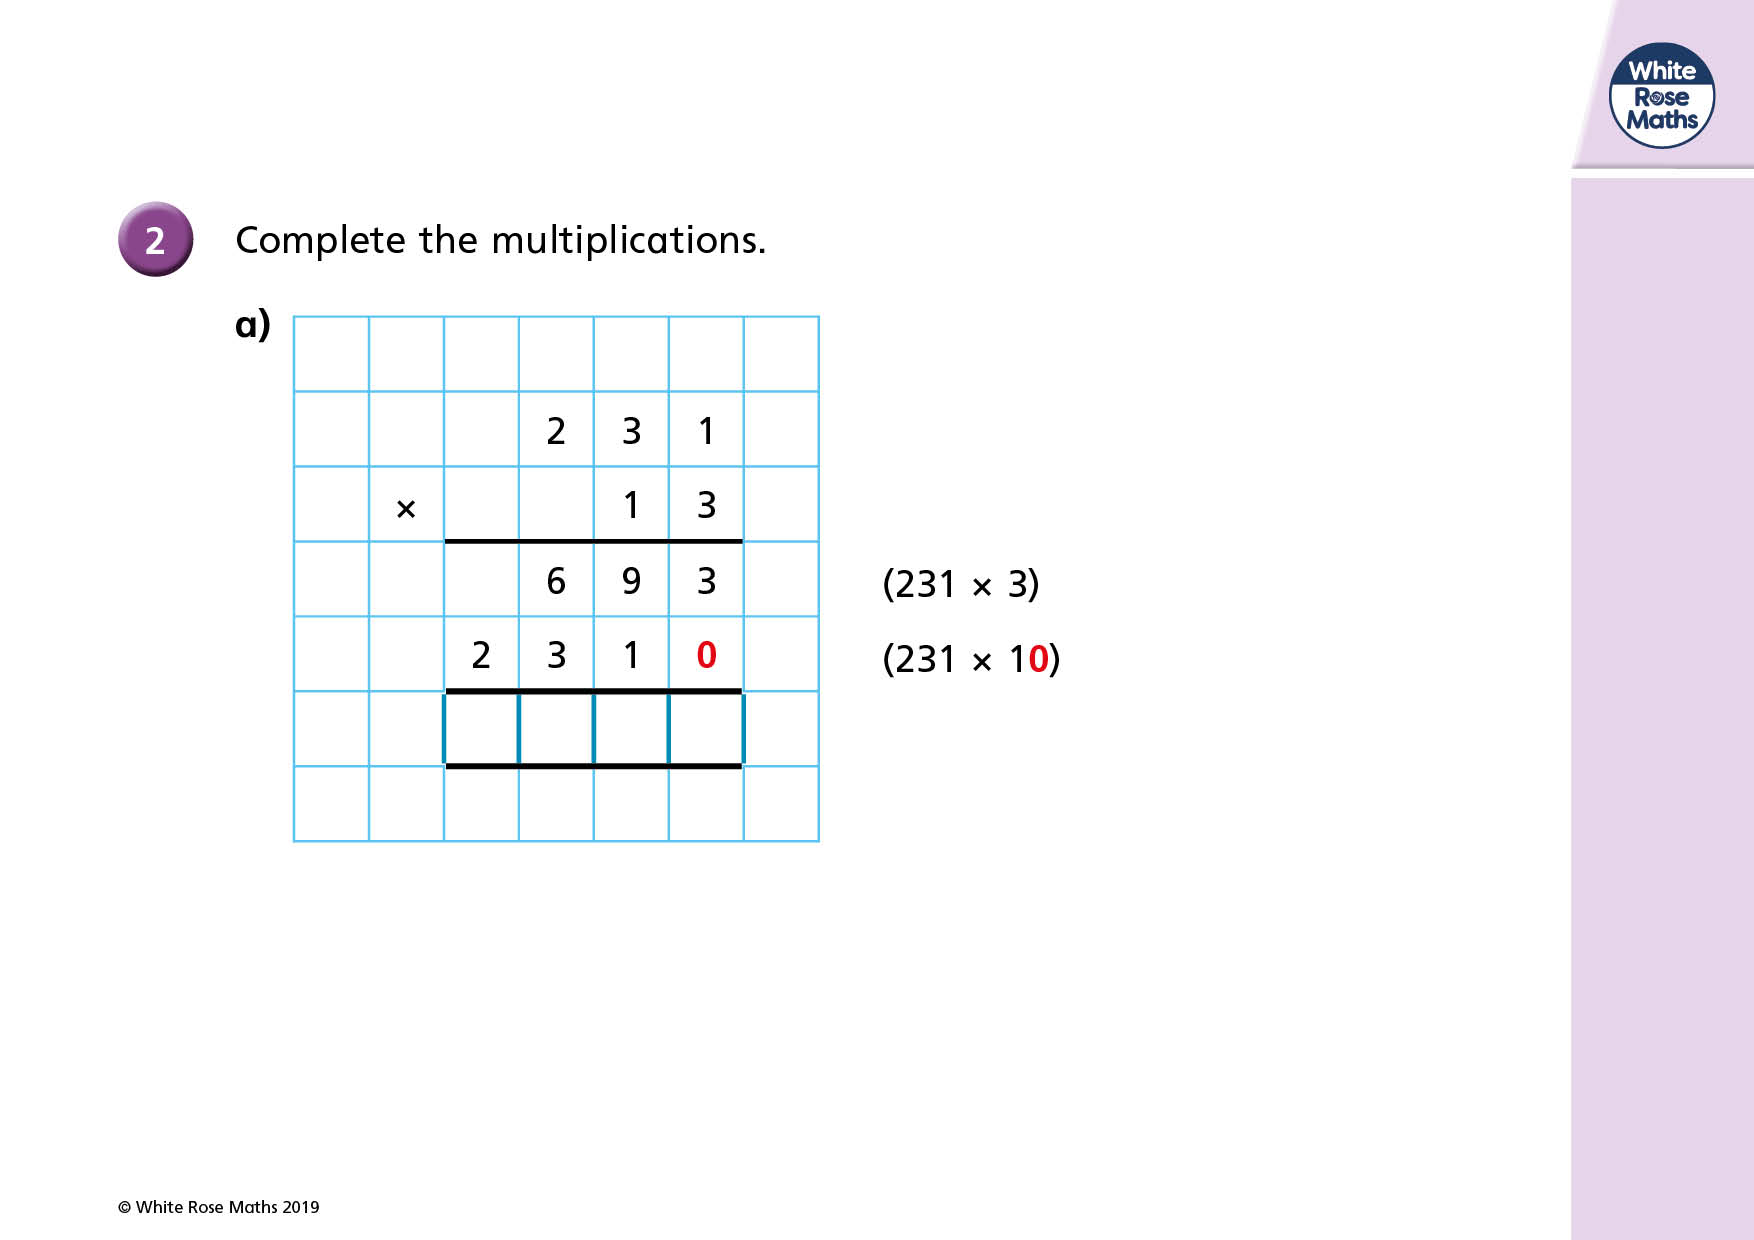 White
Rose
Maths
2 Complete the multiplications.
a)
2 3 1
× 1 3
6 9 3 (231 × 3)
2 3 1 0 (231 × 10)
© White Rose Maths 2019